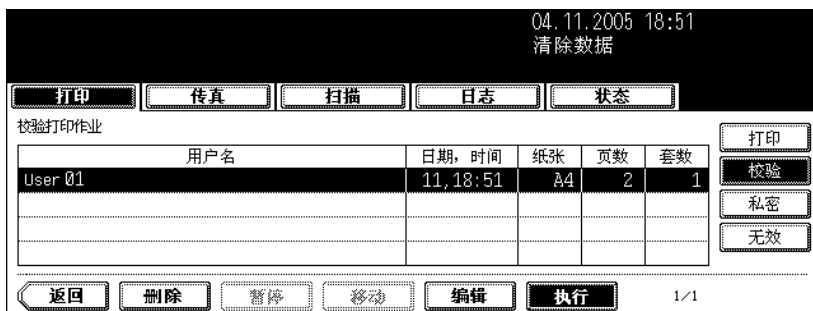 04.11.2005 18:51
清除数据
打印 传真 扫描 日志 状态
校验打印作业
打印
用户名 日期，时间 纸张 页数 套数
校验
User 01 11,18:51 A4 2 1
私密
无效
返回 删除 暂停 移动 编辑 执行 1/1